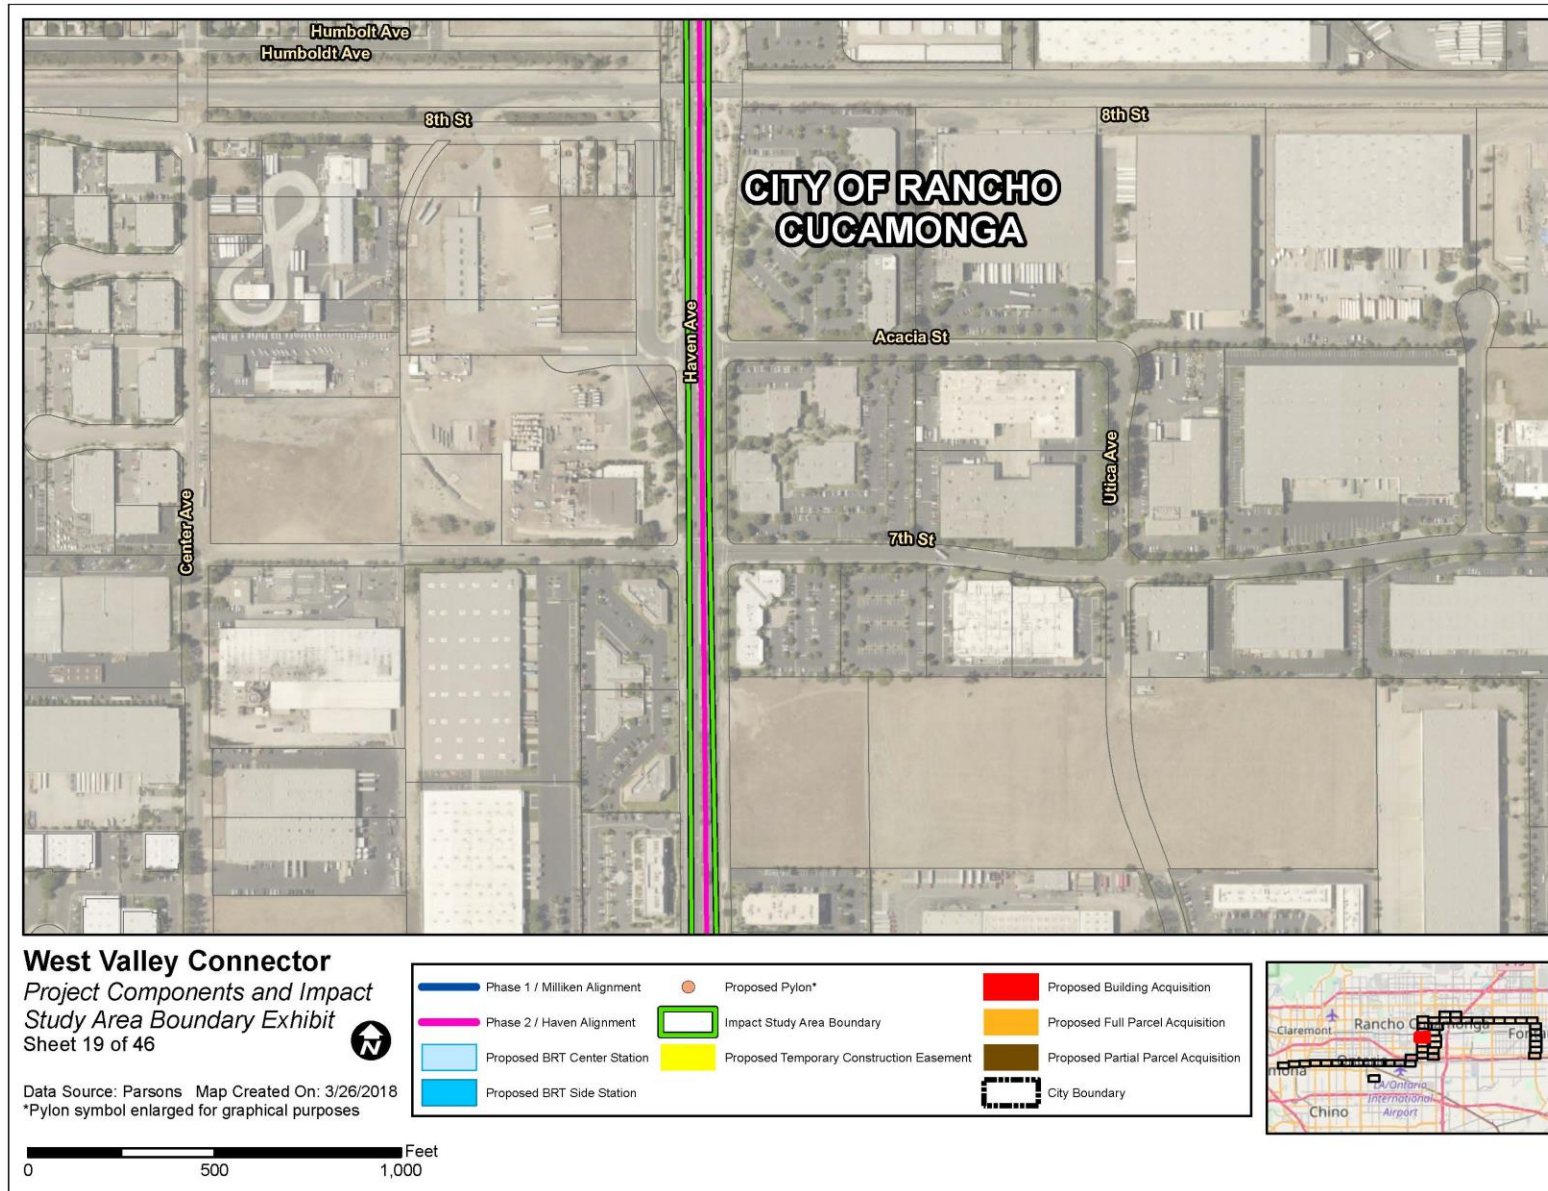 Humbolt Ave
Humboldt Ave
8th St
8th St
CITY OF RANCHO
CUCAMONGA
Haven Ave
Acacia St
Utica Ave
Center Ave
7th St
West Valley Connector
Project Components and Impact
Study Area Boundary Exhibit
Sheet 19 of 46
N
Data Source: Parsons Map Created On: 3/26/2018
*Pylon symbol enlarged for graphical purposes
0 500 1,000 Feet
Phase 1 / Milliken Alignment
Phase 2 / Haven Alignment
Proposed BRT Center Station
Proposed BRT Side Station
Proposed Pylon*
Impact Study Area Boundary
Proposed Temporary Construction Easement
Proposed Building Acquisition
Proposed Full Parcel Acquisition
Proposed Partial Parcel Acquisition
City Boundary
Claremont
Rancho
Ontario
mona
LA/Ontario
International
Airport
Chino